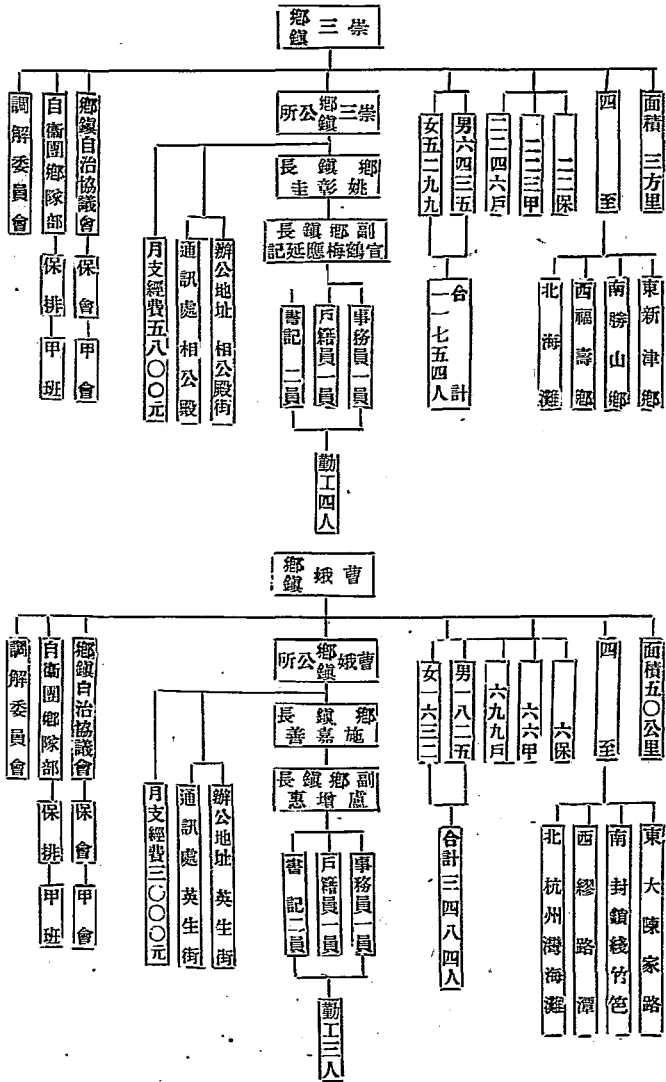 崇三鄉鎮
面積 三方里
四至
東新津鄉
南勝山鄉
西福壽鄉
北海灘
二二保
二二三甲
二二四六戶
男六四三五
女五二九九
合計一一七五四人
崇三鄉鎮公所
鄉鎮長姚彰圭
副鄉鎮長宣鶴梅應延記
事務員一員
戶籍員一員
書記 二員
勤工四人
辦公地址 相公殿街
通訊處 相公殿
月支經費五八〇〇元
鄉鎮自治協議會
保會
甲會
自衛團鄉隊部
保排
甲班
調解委員會
曹娥鄉鎮
面積五〇公里
四至
東大陳家路
南封鎖綫竹笆
西繆路潭
北杭州灣海灘
六保
六六甲
六九九戶
男一八二五
女一六三二
合計三四八四人
曹娥鄉鎮公所
鄉鎮長施嘉善
副鄉鎮長盧增惠
事務員一員
戶籍員一員
書記二員
勤工三人
辦公地址 英生街
通訊處 英生街
月支經費三〇〇〇元
鄉鎮自治協議會
保會
甲會
自衛團鄉隊部
保排
甲班
調解委員會